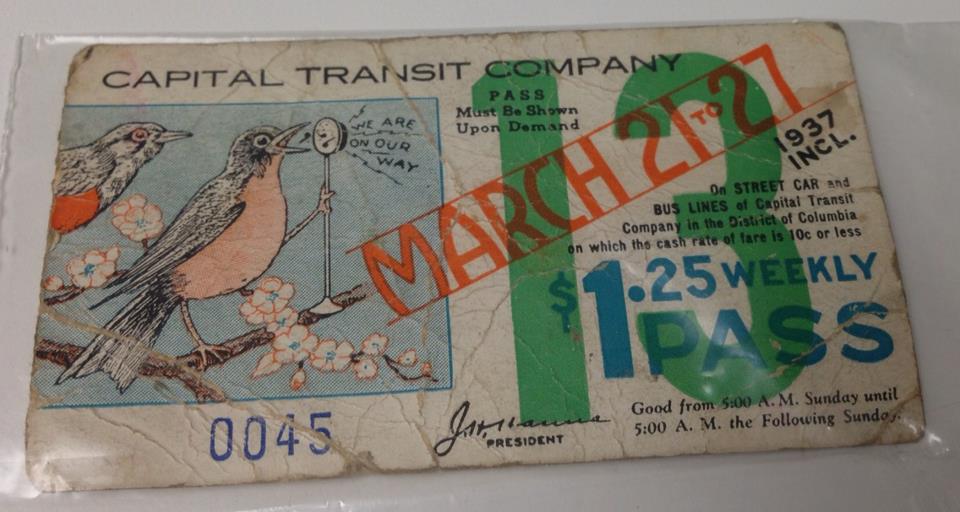 CAPITAL TRANSIT COMPANY
PASS
Must Be Shown
Upon Demand
WE ARE
ON OUR
WAY
13
MARCH 21 TO 27
1937
INCL.
On STREET CAR and
BUS LINES of Capital Transit
Company in the District of Columbia
on which the cash rate of fare is 10c or less
$1.25 WEEKLY
PASS
Good from 5:00 A. M. Sunday until
5:00 A. M. the Following Sunday.
J.H. Hanna
PRESIDENT
0045